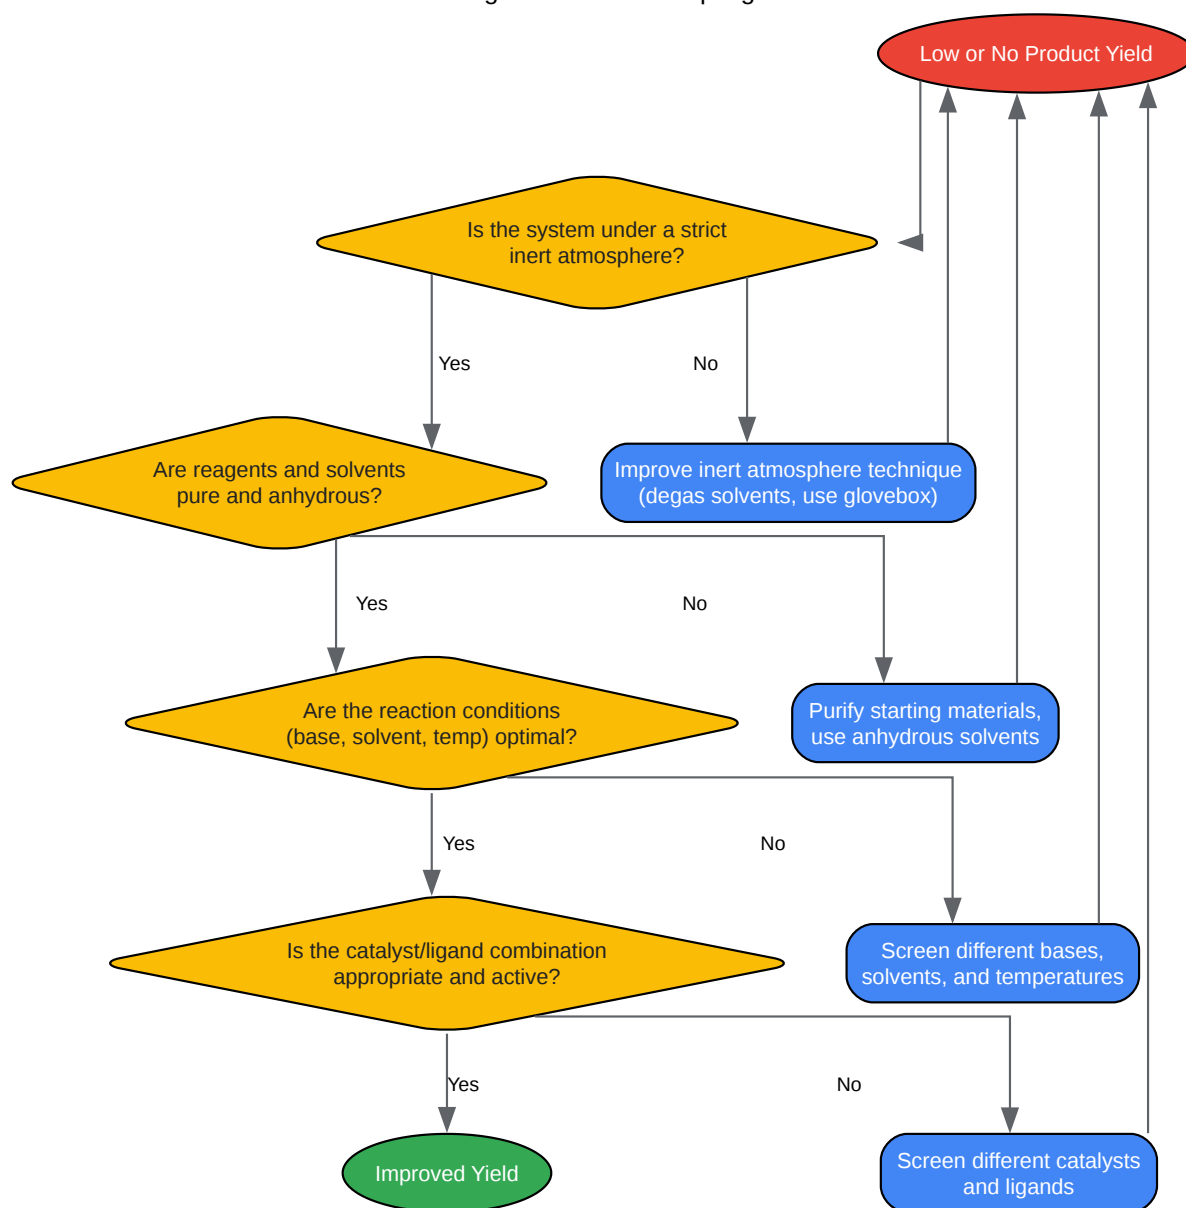 Low or No Product Yield
Is the system under a strict
inert atmosphere?
Yes
No
Are reagents and solvents
pure and anhydrous?
Improve inert atmosphere technique
(degas solvents, use glovebox)
Yes
No
Are the reaction conditions
(base, solvent, temp) optimal?
Purify starting materials,
use anhydrous solvents
Yes
No
Is the catalyst/ligand combination
appropriate and active?
Screen different bases,
solvents, and temperatures
Yes
No
Improved Yield
Screen different catalysts
and ligands